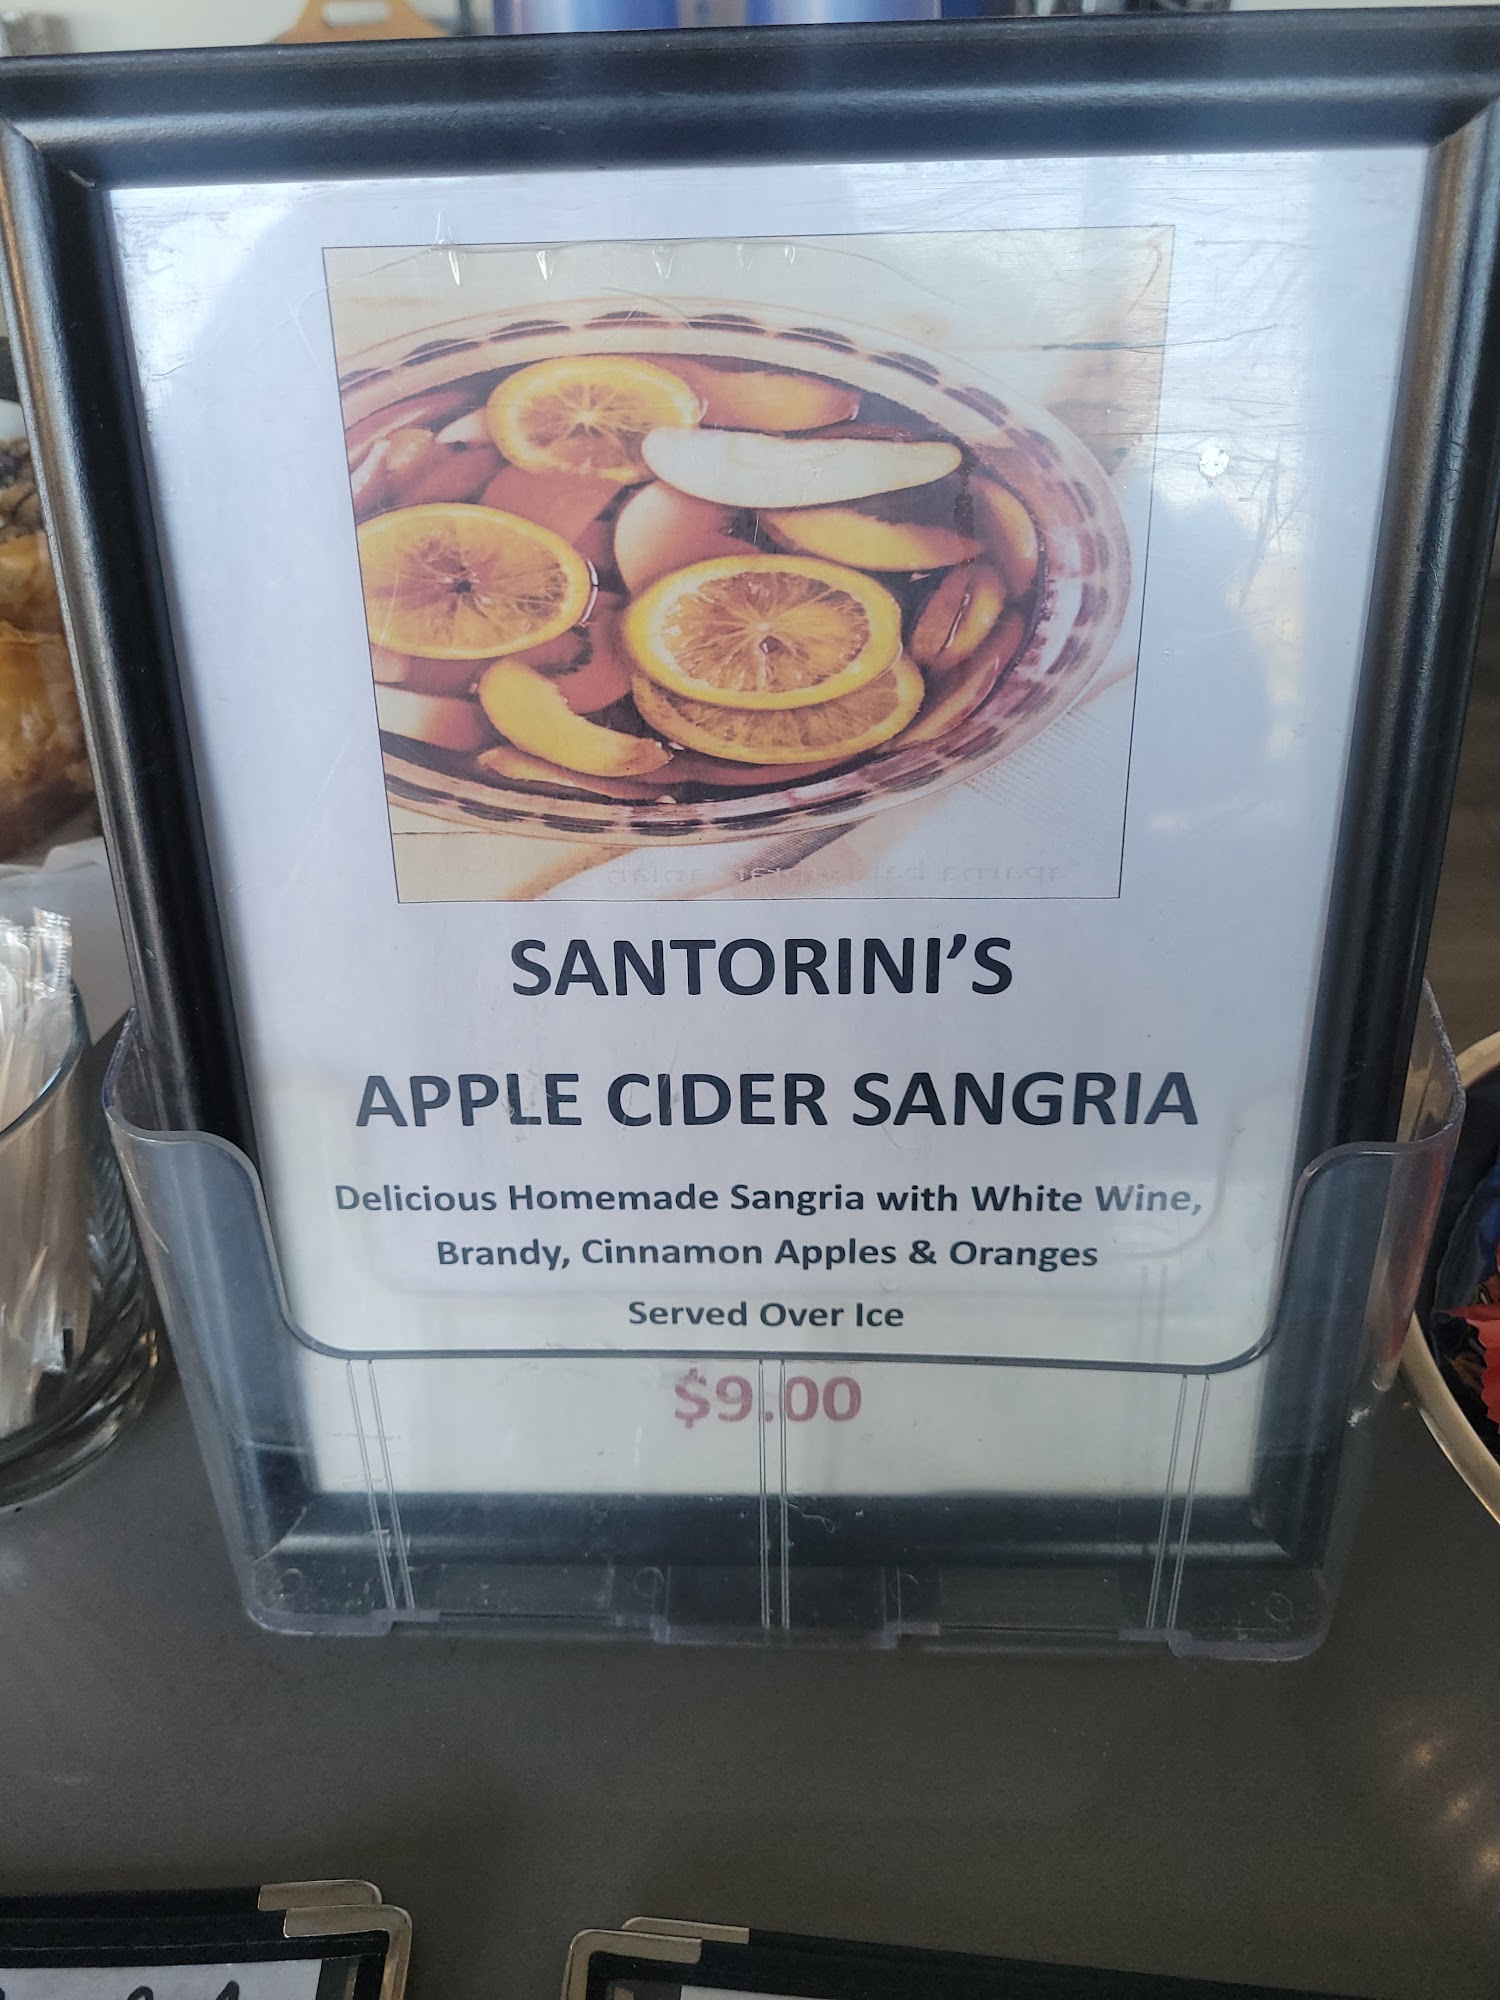 SANTORINI'S
APPLE CIDER SANGRIA
Delicious Homemade Sangria with White Wine,
Brandy, Cinnamon Apples & Oranges
Served Over Ice
$9.00